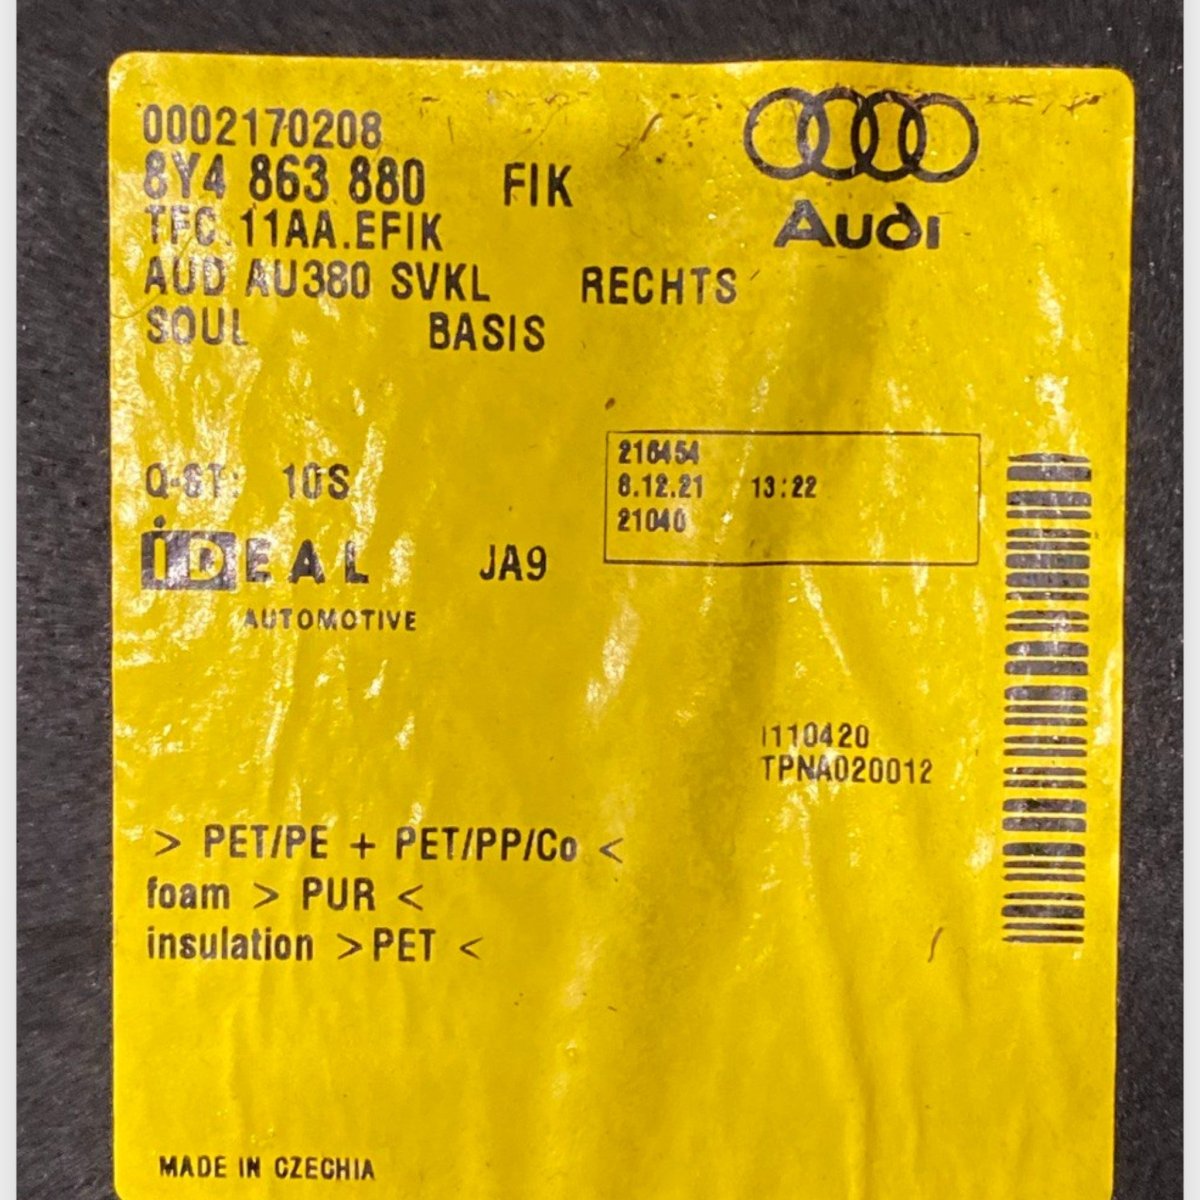 0002170208
8Y4 863 880 FIK
TFC.11AA.EFIK
AUD AU380 SVKL RECHTS
SOUL BASIS
Audi
Q-ST: 10S
216454
8.12.21 13:22
21040
iDEAL JA9
AUTOMOTIVE
I110420
TPNA020012
> PET/PE + PET/PP/Co <
foam > PUR <
insulation >PET <
MADE IN CZECHIA